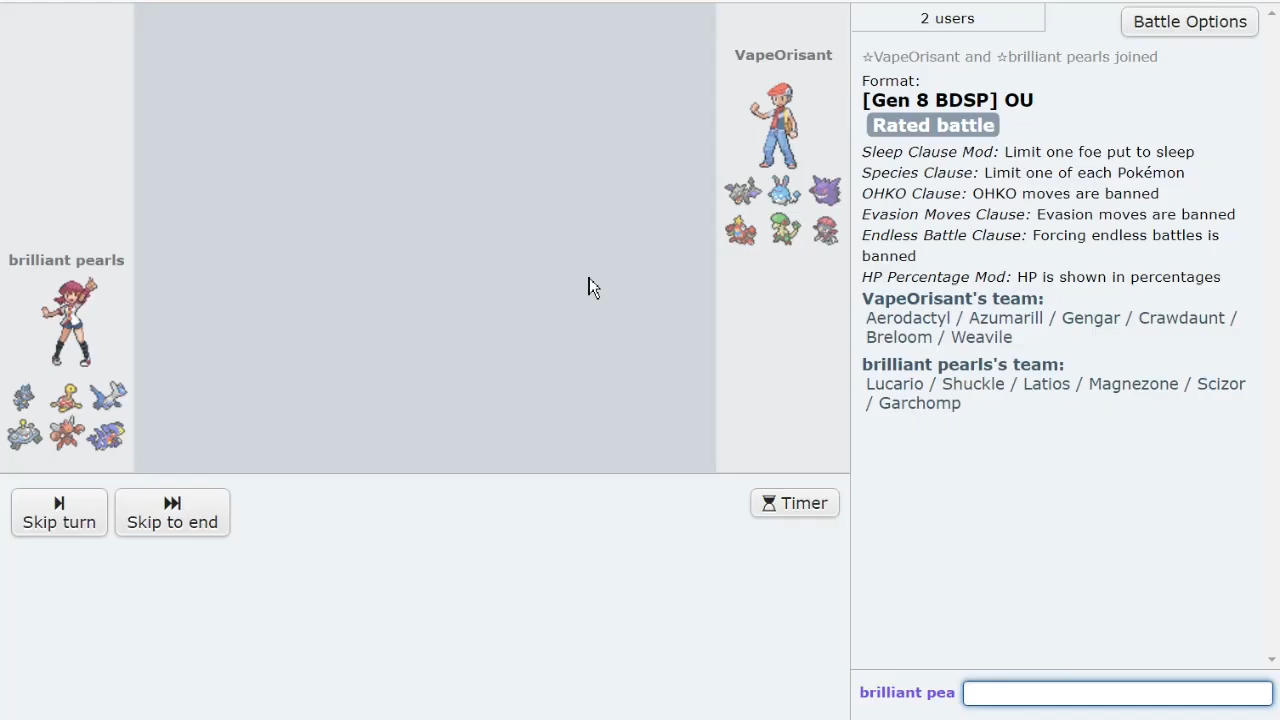 VapeOrisant
brilliant pearls
Skip turn
Skip to end
Timer
2 users
Battle Options
☆VapeOrisant and ☆brilliant pearls joined
Format:
[Gen 8 BDSP] OU
Rated battle
Sleep Clause Mod: Limit one foe put to sleep
Species Clause: Limit one of each Pokémon
OHKO Clause: OHKO moves are banned
Evasion Moves Clause: Evasion moves are banned
Endless Battle Clause: Forcing endless battles is
banned
HP Percentage Mod: HP is shown in percentages
VapeOrisant's team:
Aerodactyl / Azumarill / Gengar / Crawdaunt /
Breloom / Weavile
brilliant pearls's team:
Lucario / Shuckle / Latios / Magnezone / Scizor
/ Garchomp
brilliant pea